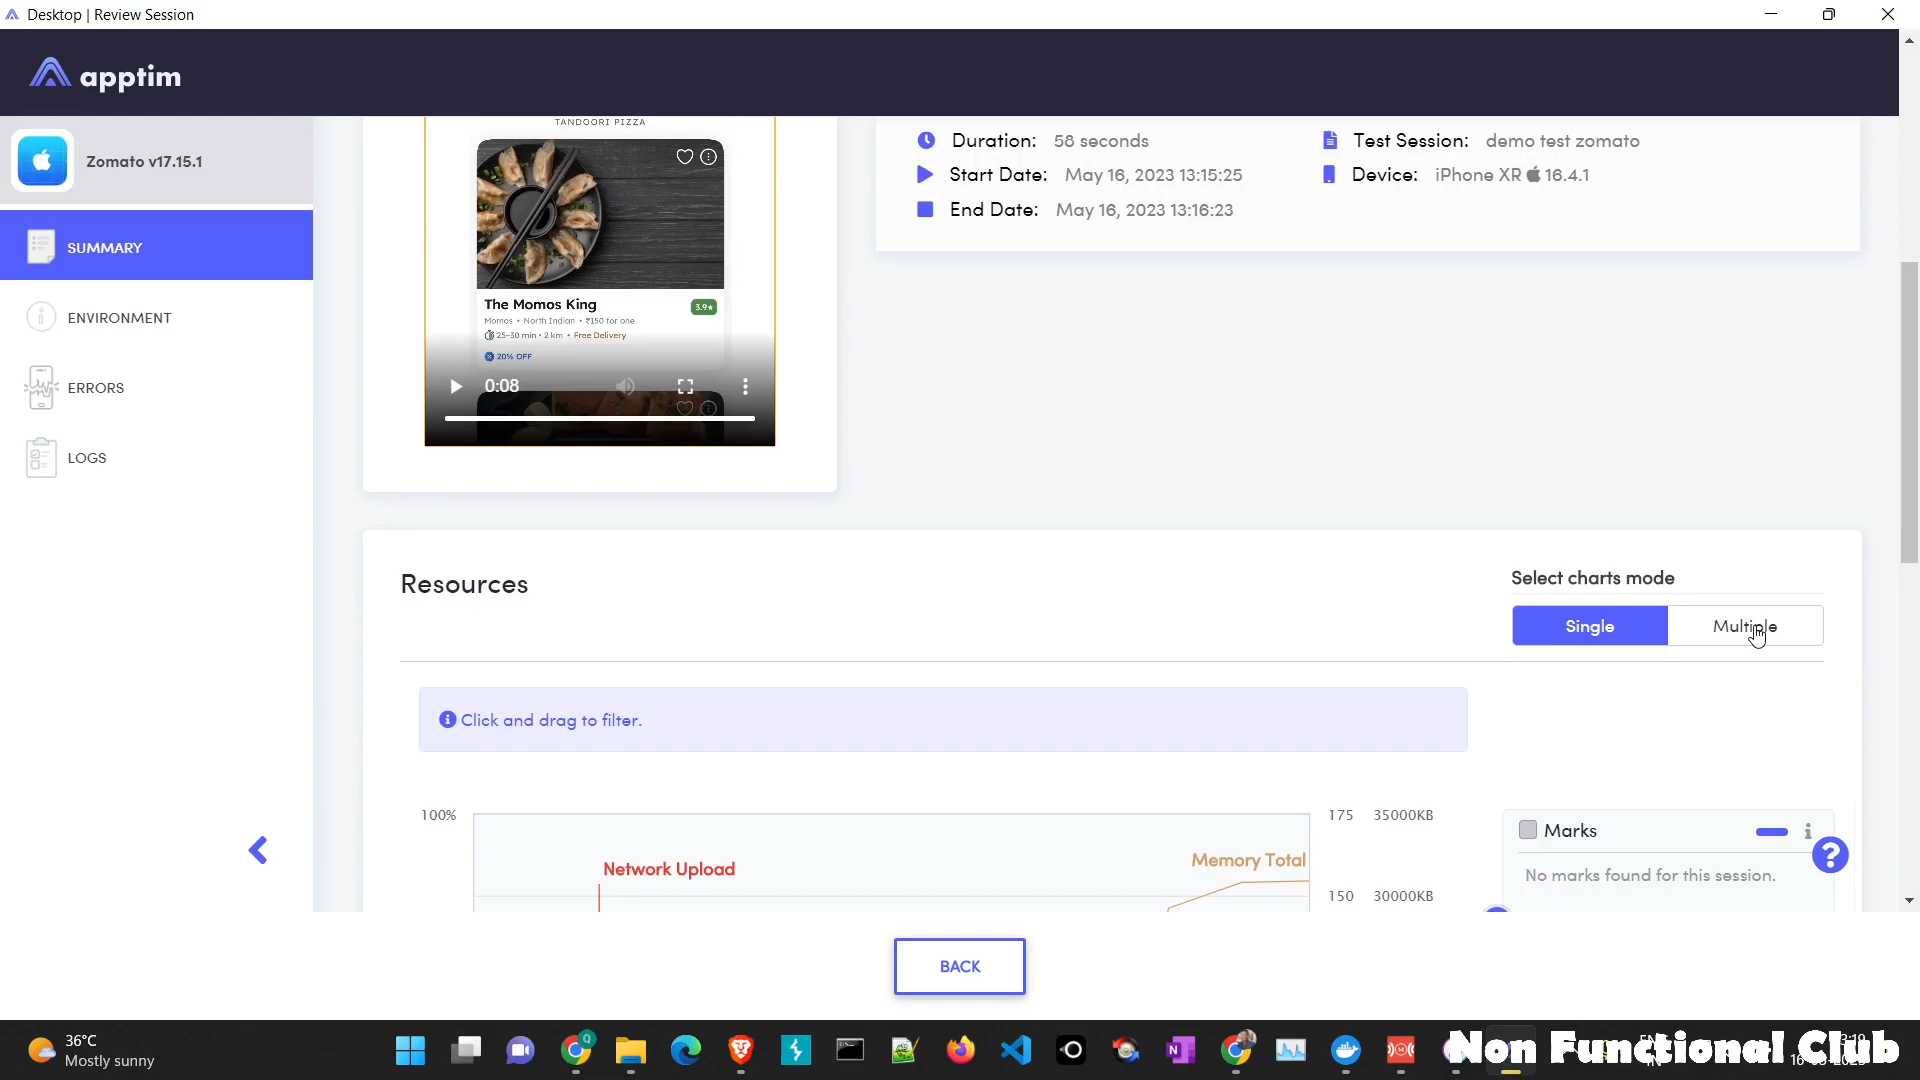 Desktop | Review Session
apptim
Zomato v17.15.1
SUMMARY
ENVIRONMENT
ERRORS
LOGS
TANDOORI PIZZA
The Momos King
3.9★
Momos • North Indian • ₹150 for one
25-30 min • 2 km • Free Delivery
20% OFF
0:08
Duration: 58 seconds
Start Date: May 16, 2023 13:15:25
End Date: May 16, 2023 13:16:23
Test Session: demo test zomato
Device: iPhone XR 16.4.1
Resources
Select charts mode
Single
Multiple
Click and drag to filter.
100%
Network Upload
Memory Total
175 35000KB
150 30000KB
Marks
No marks found for this session.
?
BACK
36°C
Mostly sunny
Non Functional Club